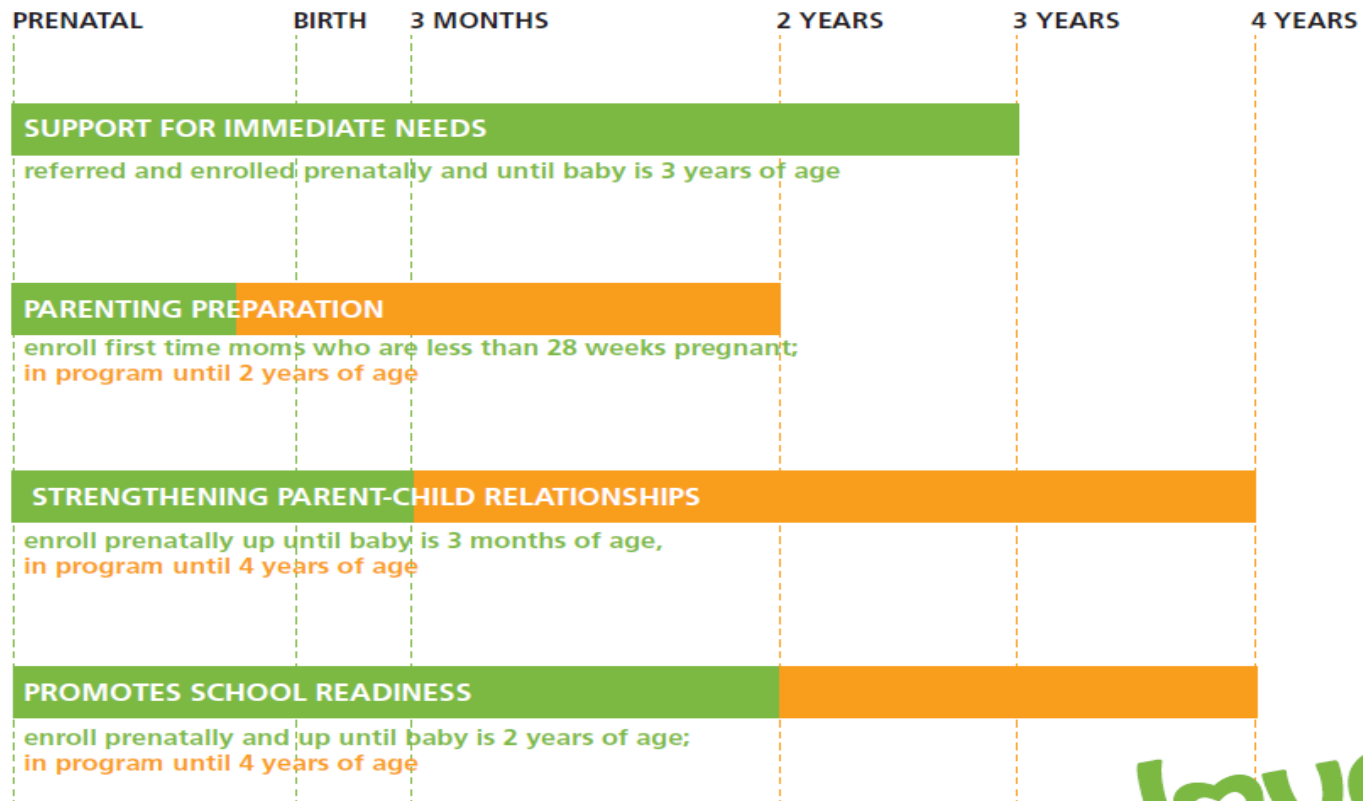 PRENATAL BIRTH 3 MONTHS 2 YEARS 3 YEARS 4 YEARS
SUPPORT FOR IMMEDIATE NEEDS
referred and enrolled prenatally and until baby is 3 years of age
PARENTING PREPARATION
enroll first time moms who are less than 28 weeks pregnant;
in program until 2 years of age
STRENGTHENING PARENT-CHILD RELATIONSHIPS
enroll prenatally up until baby is 3 months of age,
in program until 4 years of age
PROMOTES SCHOOL READINESS
enroll prenatally and up until baby is 2 years of age;
in program until 4 years of age